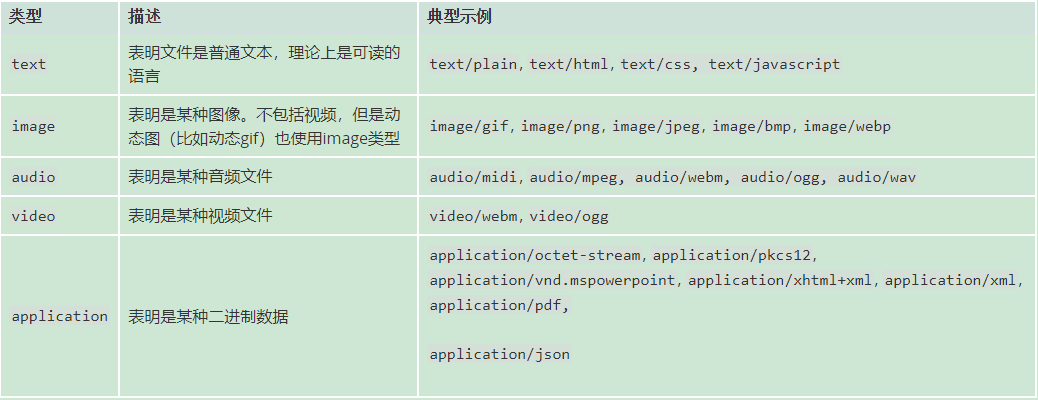 类型 描述 典型示例
text 表明文件是普通文本，理论上是可读的语言 text/plain, text/html, text/css, text/javascript
image 表明是某种图像。不包括视频，但是动态图（比如动态gif）也使用image类型 image/gif, image/png, image/jpeg, image/bmp, image/webp
audio 表明是某种音频文件 audio/midi, audio/mpeg, audio/webm, audio/ogg, audio/wav
video 表明是某种视频文件 video/webm, video/ogg
application 表明是某种二进制数据 application/octet-stream, application/pkcs12,
application/vnd.mspowerpoint, application/xhtml+xml, application/xml,
application/pdf,
application/json